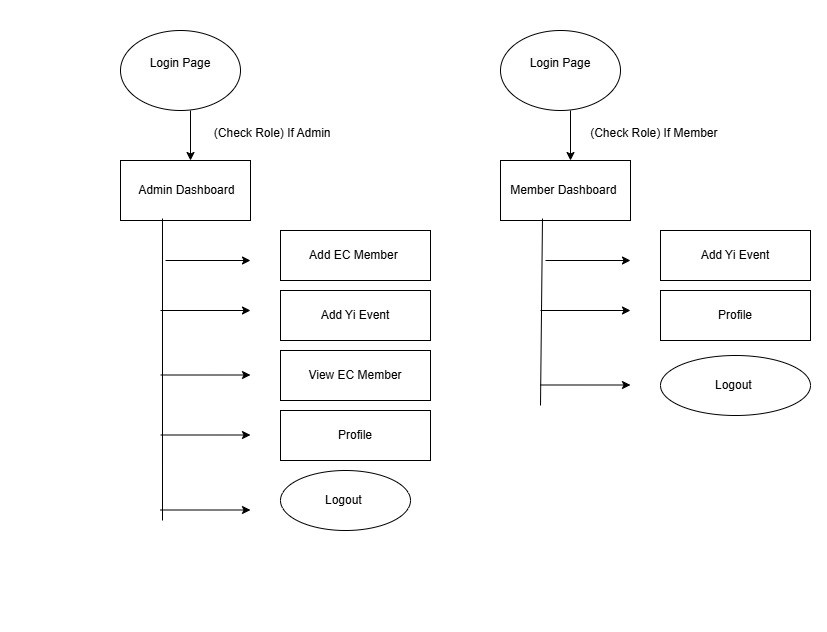 Login Page
(Check Role) If Admin
Admin Dashboard
Add EC Member
Add Yi Event
View EC Member
Profile
Logout
Login Page
(Check Role) If Member
Member Dashboard
Add Yi Event
Profile
Logout